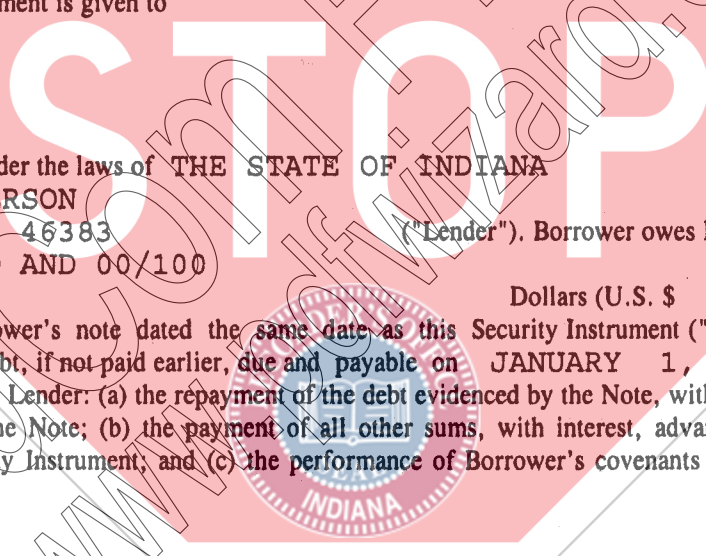 ment is given to
STOP
der the laws of THE STATE OF INDIANA
RSON
46383 ("Lender"). Borrower owes
AND 00/100
Dollars (U.S. $
ower's note dated the same date as this Security Instrument ("
bt, if not paid earlier, due and payable on JANUARY 1,
Lender: (a) the repayment of the debt evidenced by the Note, with
he Note; (b) the payment of all other sums, with interest, adva
y Instrument; and (c) the performance of Borrower's covenants
SEAL
INDIANA
www.pdfwizard.c